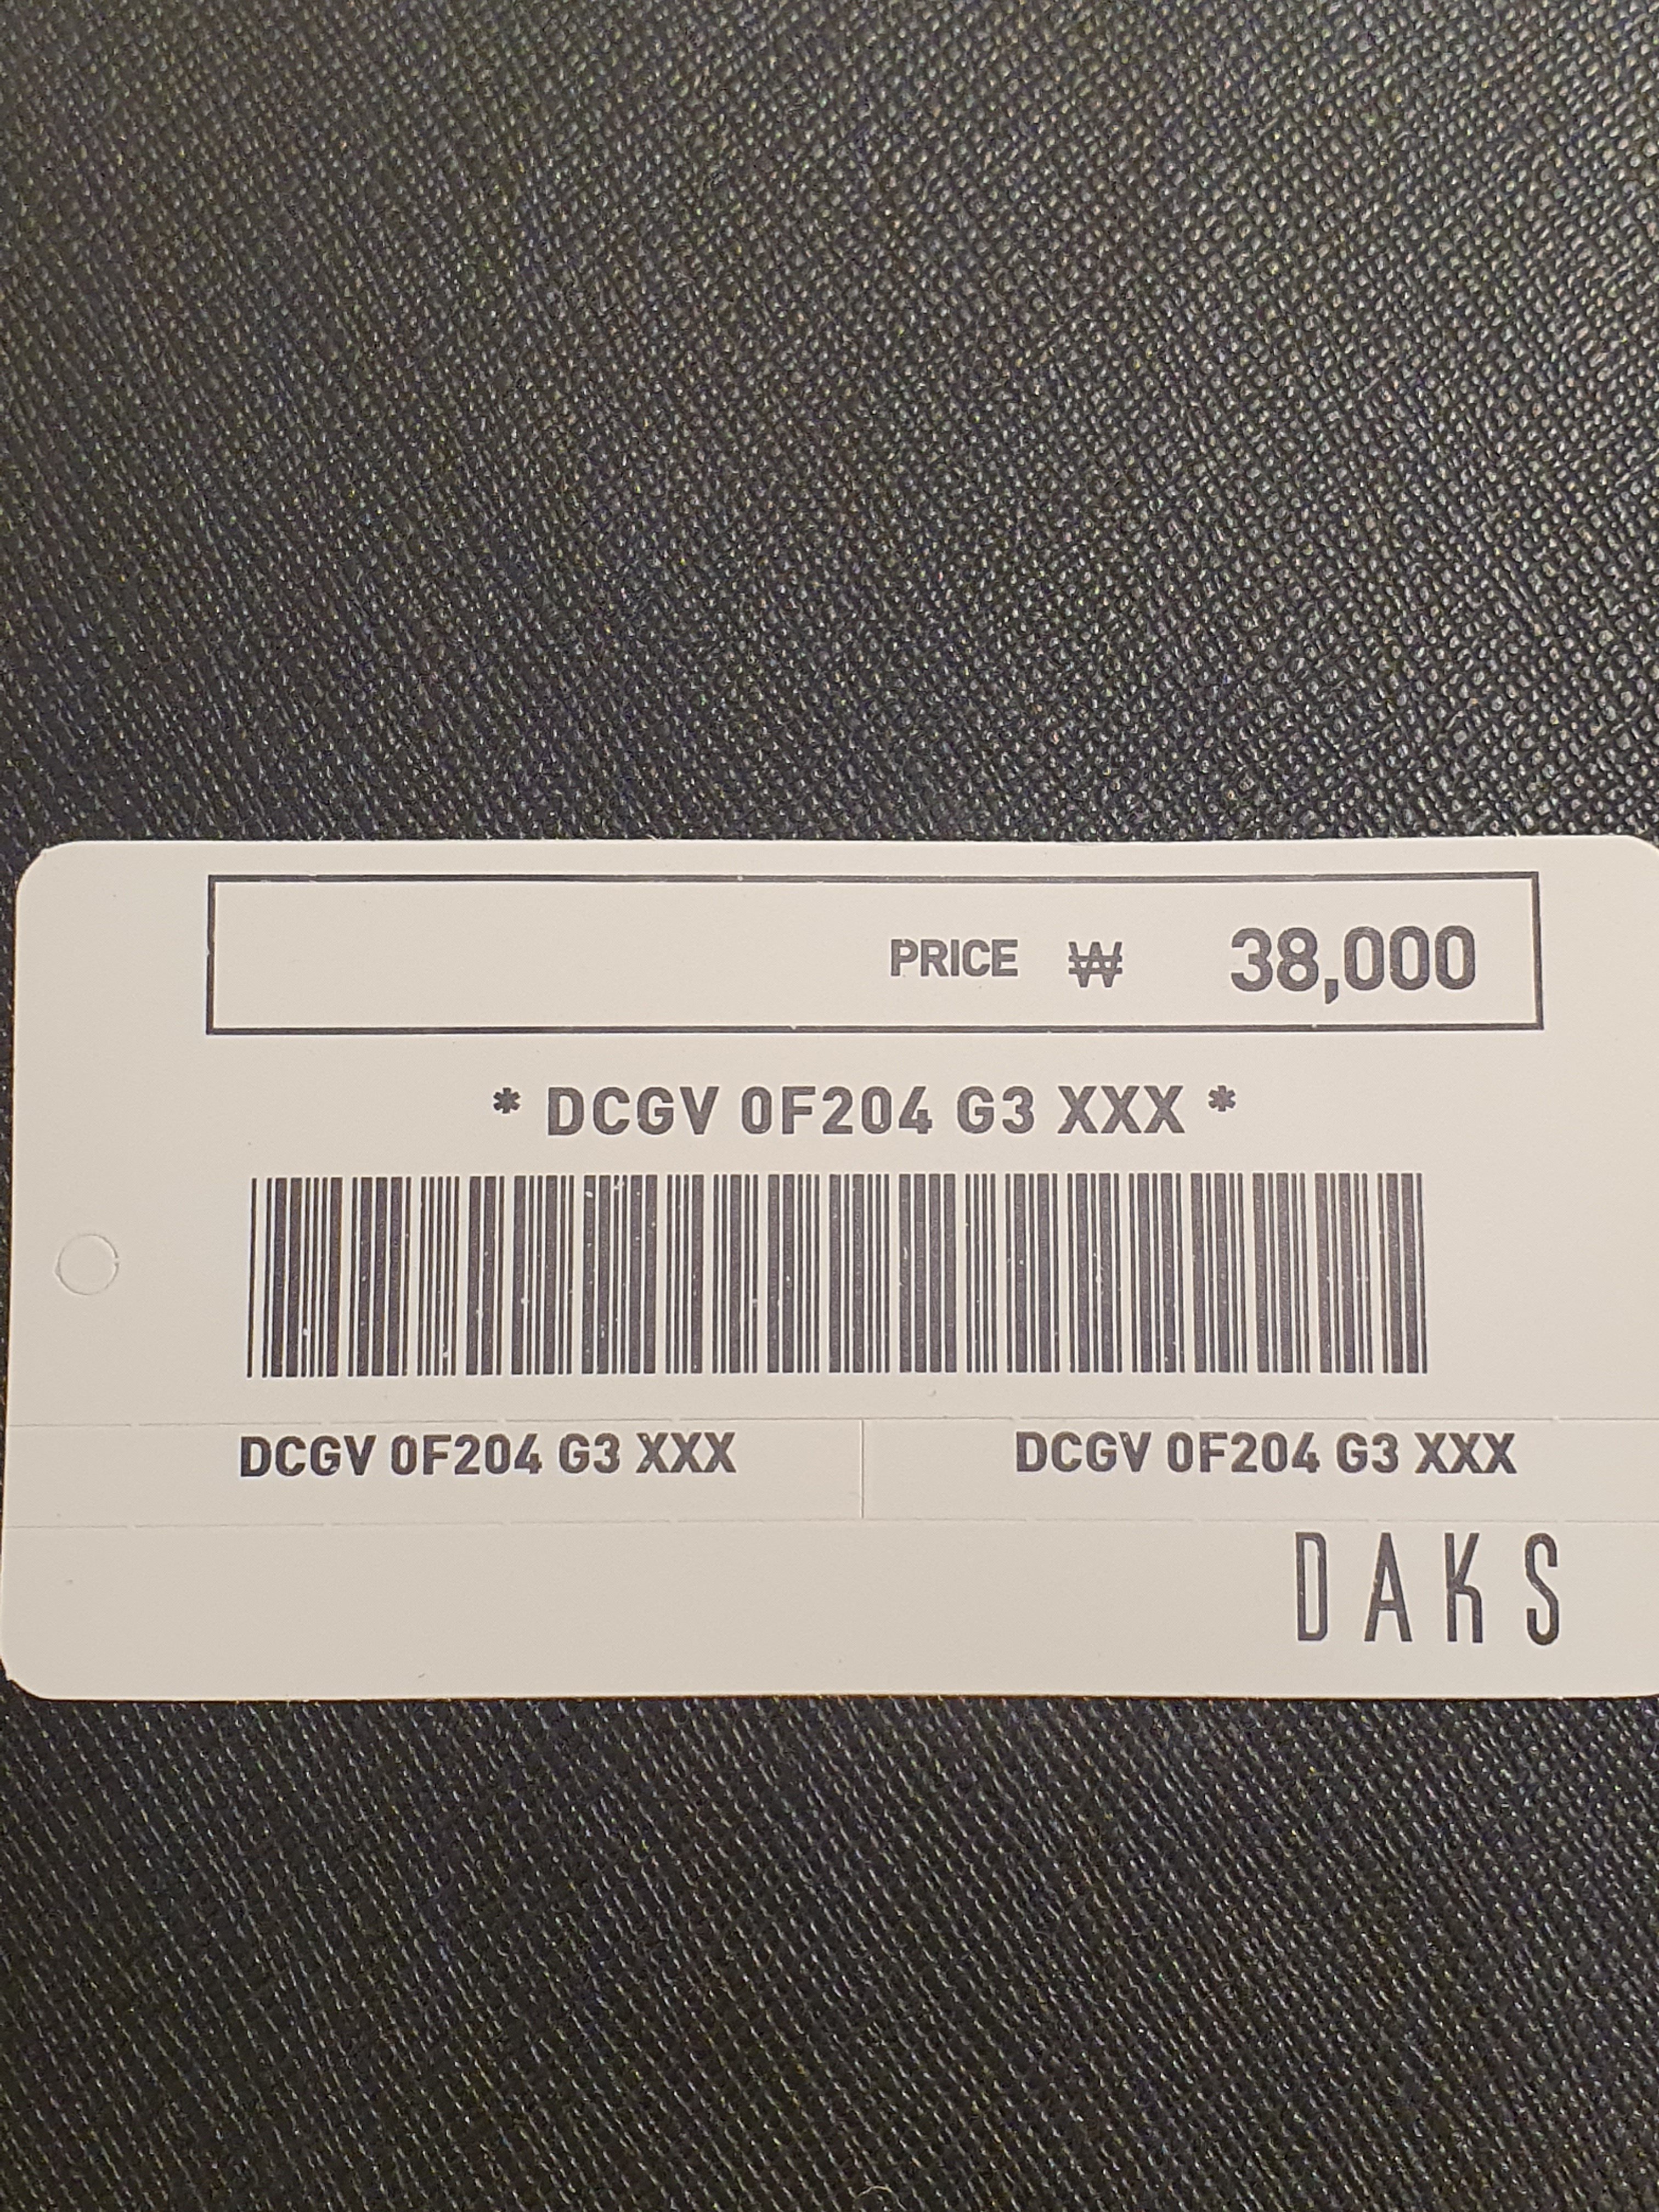 PRICE ₩ 38,000
* DCGV 0F204 G3 XXX *
DCGV 0F204 G3 XXX DCGV 0F204 G3 XXX
DAKS